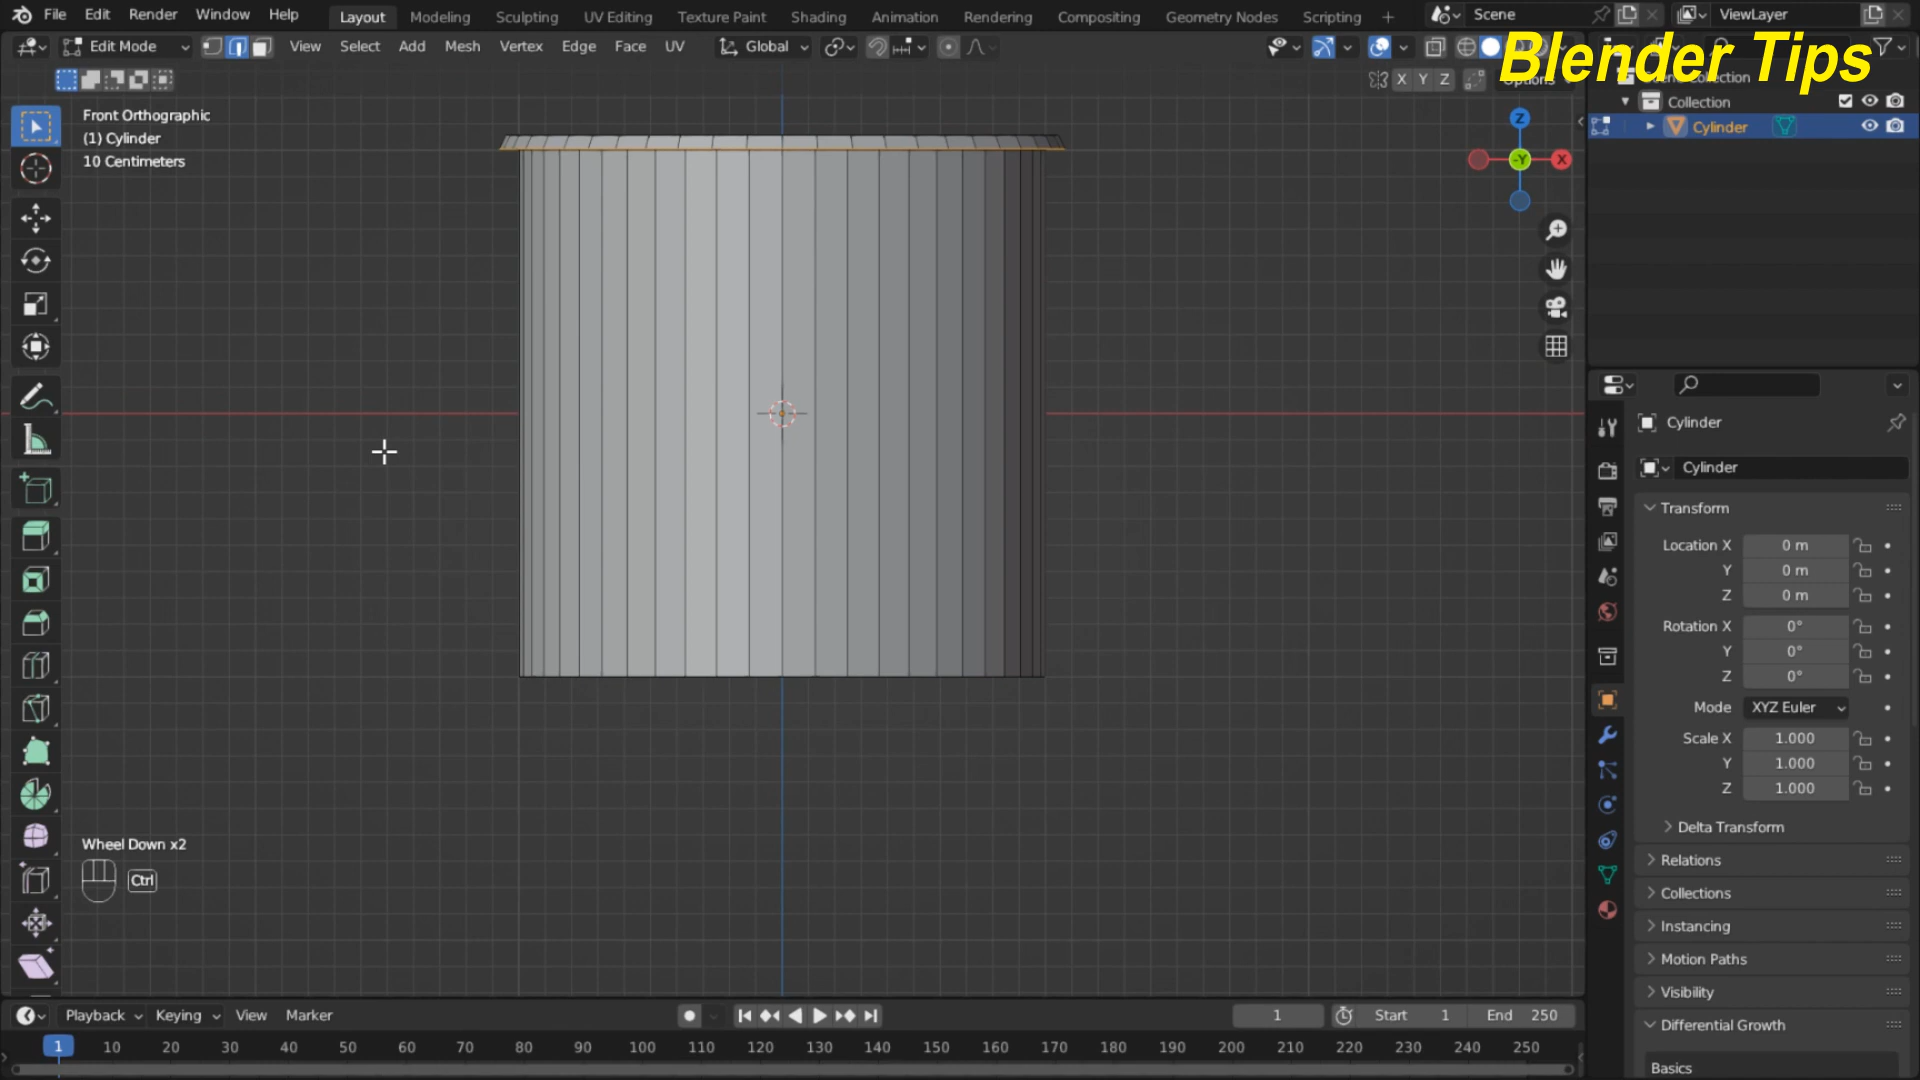 File Edit Render Window Help Layout Modeling Sculpting UV Editing Texture Paint Shading Animation Rendering Compositing Geometry Nodes Scripting + Scene ViewLayer
Edit Mode View Select Add Mesh Vertex Edge Face UV Global
Blender Tips
X Y Z
Collection
Front Orthographic
(1) Cylinder
10 Centimeters
Collection
Cylinder
Z
-Y
X
Cylinder
Cylinder
Transform
Location X 0 m
Y 0 m
Z 0 m
Rotation X 0°
Y 0°
Z 0°
Mode XYZ Euler
Scale X 1.000
Y 1.000
Z 1.000
Delta Transform
Relations
Collections
Instancing
Motion Paths
Visibility
Differential Growth
Basics
Wheel Down x2
Ctrl
Playback Keying View Marker 1 Start 1 End 250
1 10 20 30 40 50 60 70 80 90 100 110 120 130 140 150 160 170 180 190 200 210 220 230 240 250